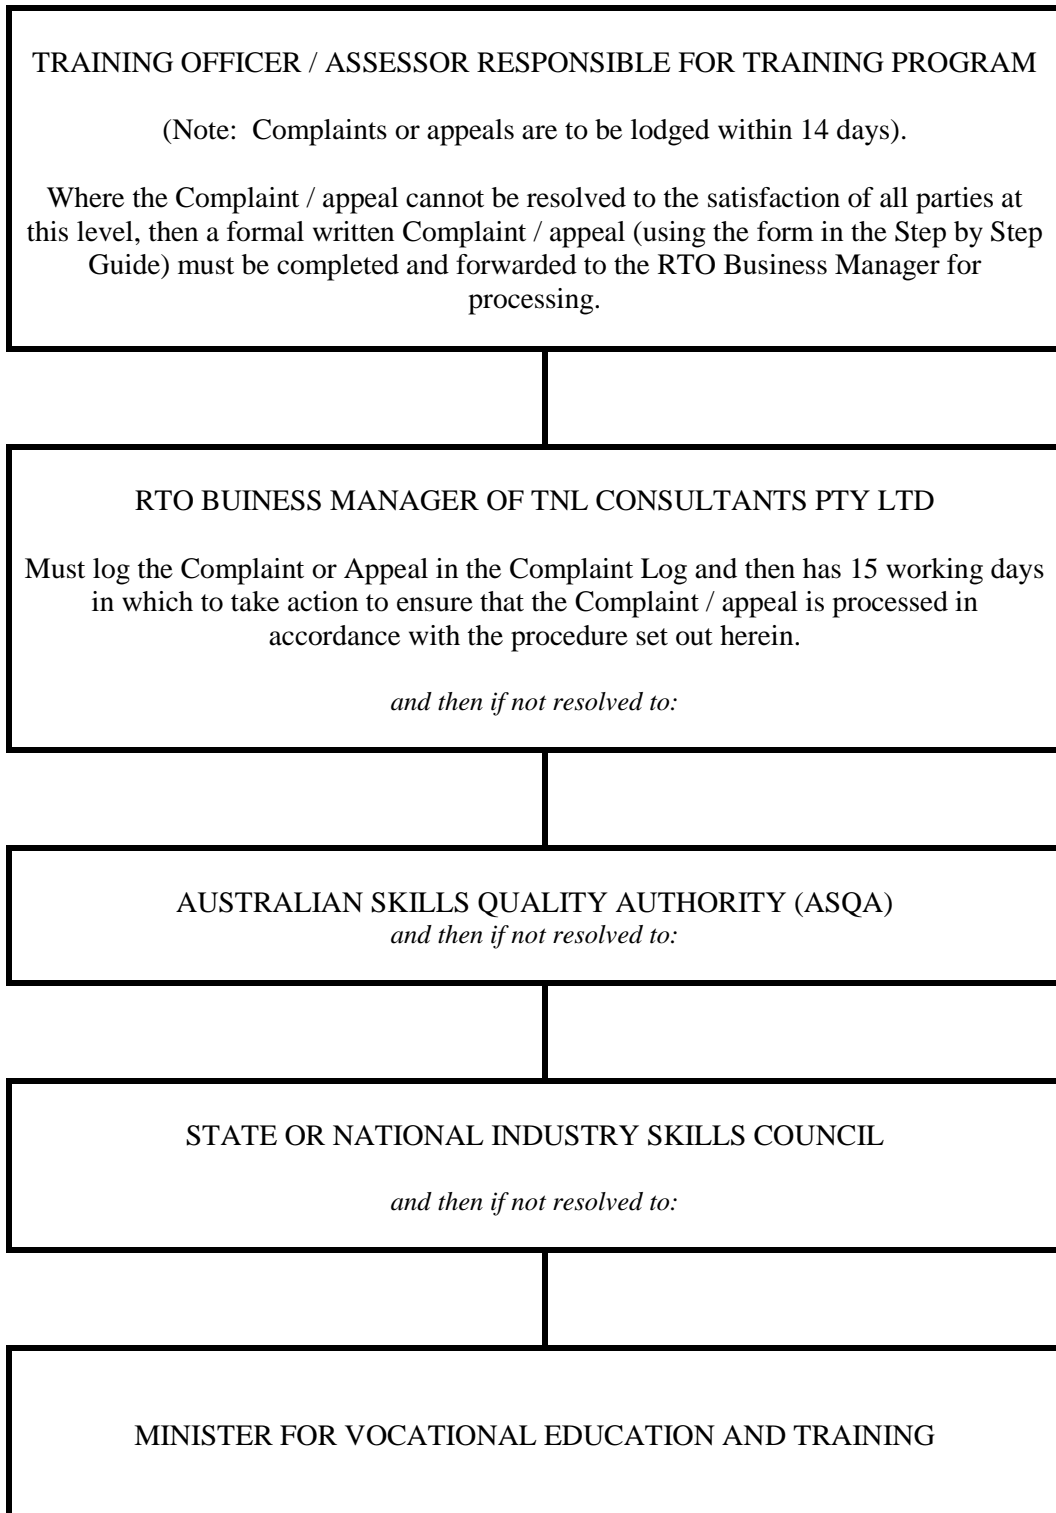 TRAINING OFFICER / ASSESSOR RESPONSIBLE FOR TRAINING PROGRAM
(Note:  Complaints or appeals are to be lodged within 14 days).
Where the Complaint / appeal cannot be resolved to the satisfaction of all parties at
this level, then a formal written Complaint / appeal (using the form in the Step by Step
Guide) must be completed and forwarded to the RTO Business Manager for
processing.
RTO BUINESS MANAGER OF TNL CONSULTANTS PTY LTD
Must log the Complaint or Appeal in the Complaint Log and then has 15 working days
in which to take action to ensure that the Complaint / appeal is processed in
accordance with the procedure set out herein.
and then if not resolved to:
AUSTRALIAN SKILLS QUALITY AUTHORITY (ASQA)
and then if not resolved to:
STATE OR NATIONAL INDUSTRY SKILLS COUNCIL
and then if not resolved to:
MINISTER FOR VOCATIONAL EDUCATION AND TRAINING